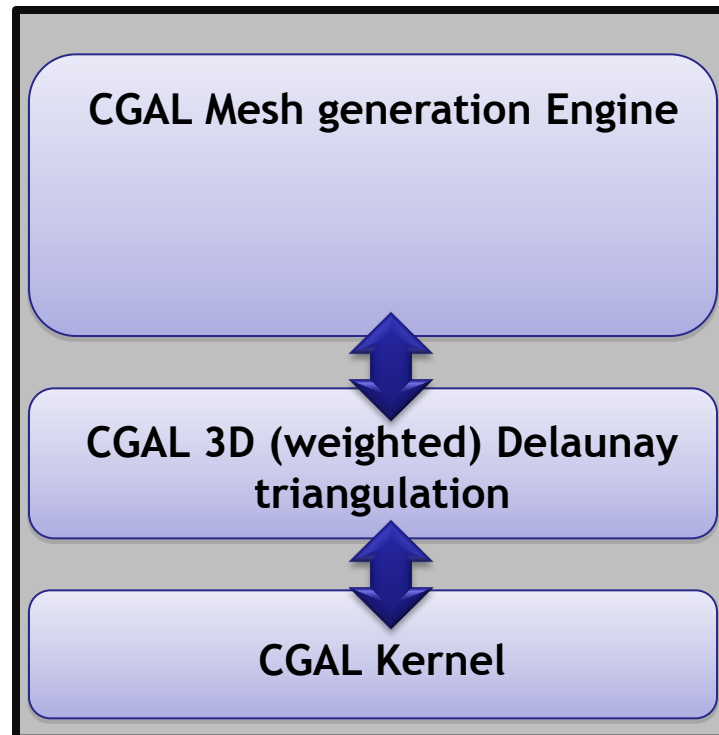 CGAL Mesh generation Engine
CGAL 3D (weighted) Delaunay
triangulation
CGAL Kernel